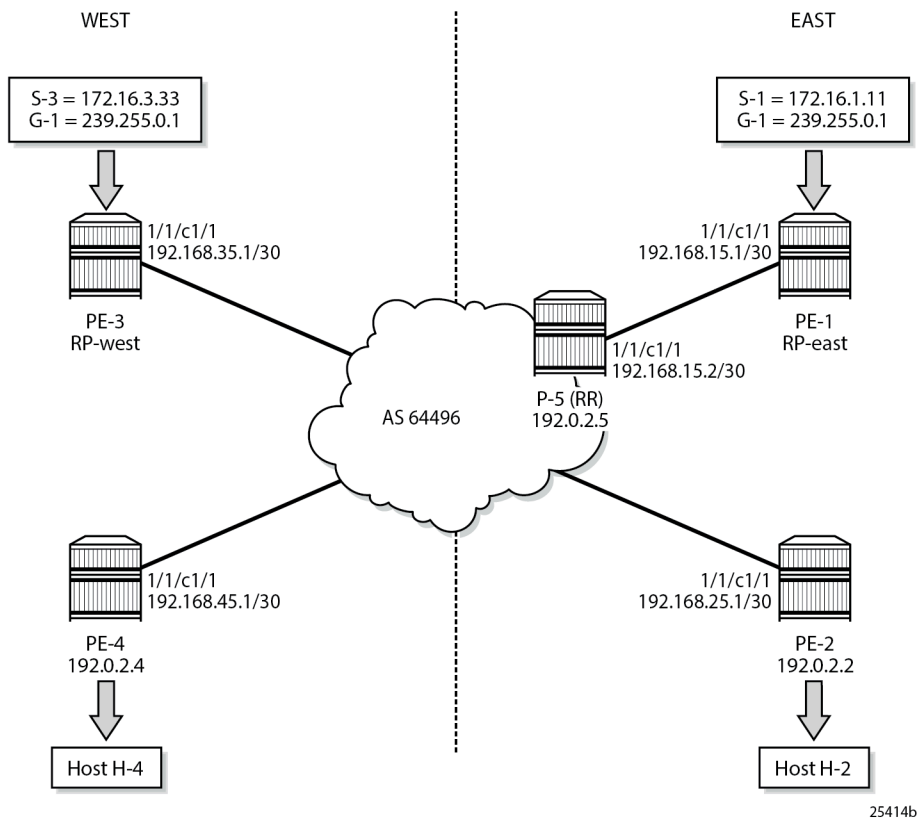 WEST
EAST
S-3 = 172.16.3.33
G-1 = 239.255.0.1
S-1 = 172.16.1.11
G-1 = 239.255.0.1
1/1/c1/1
192.168.35.1/30
1/1/c1/1
192.168.15.1/30
PE-3
RP-west
PE-1
RP-east
1/1/c1/1
192.168.15.2/30
P-5 (RR)
192.0.2.5
AS 64496
1/1/c1/1
192.168.45.1/30
1/1/c1/1
192.168.25.1/30
PE-4
192.0.2.4
PE-2
192.0.2.2
Host H-4
Host H-2
25414b